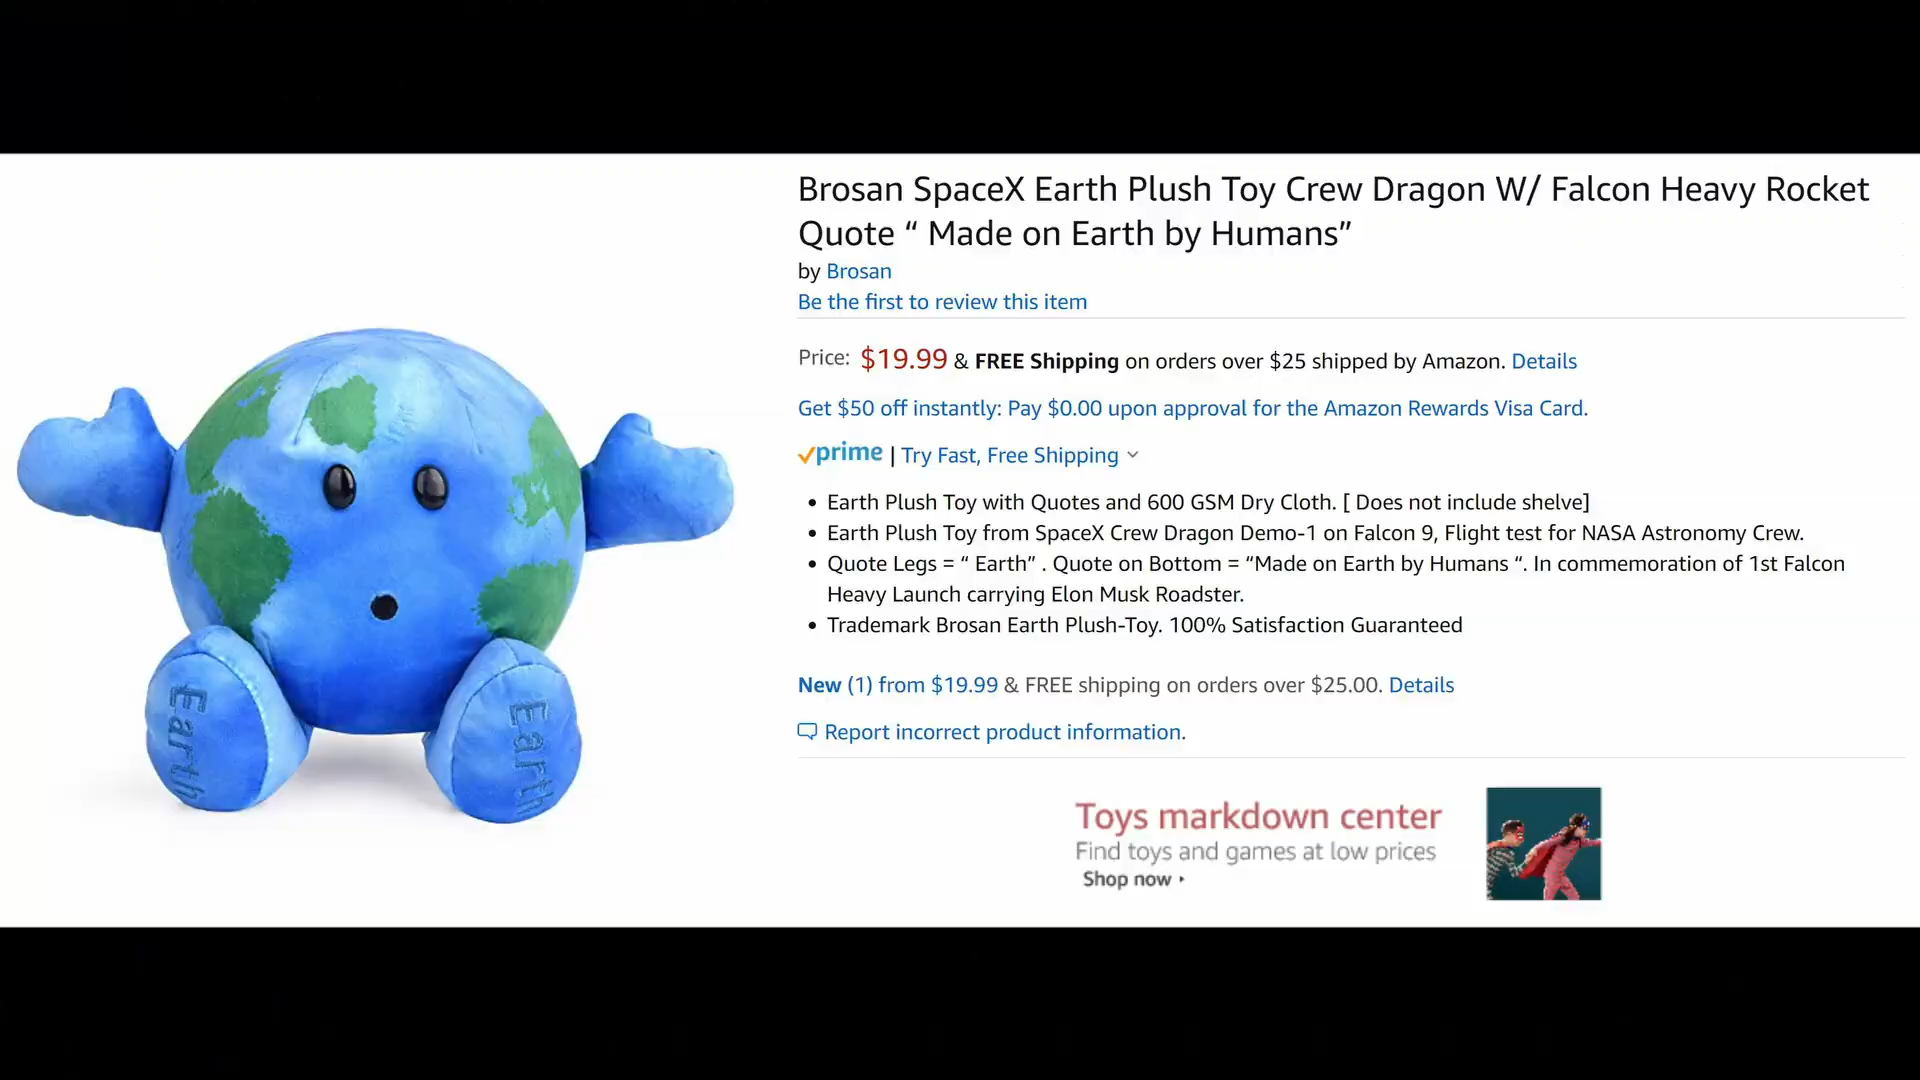 Brosan SpaceX Earth Plush Toy Crew Dragon W/ Falcon Heavy Rocket
Quote “ Made on Earth by Humans”
by Brosan
Be the first to review this item
Price: $19.99 & FREE Shipping on orders over $25 shipped by Amazon. Details
Get $50 off instantly: Pay $0.00 upon approval for the Amazon Rewards Visa Card.
prime | Try Fast, Free Shipping
• Earth Plush Toy with Quotes and 600 GSM Dry Cloth. [ Does not include shelve]
• Earth Plush Toy from SpaceX Crew Dragon Demo-1 on Falcon 9, Flight test for NASA Astronomy Crew.
• Quote Legs = “ Earth” . Quote on Bottom = “Made on Earth by Humans “. In commemoration of 1st Falcon
Heavy Launch carrying Elon Musk Roadster.
• Trademark Brosan Earth Plush-Toy. 100% Satisfaction Guaranteed
New (1) from $19.99 & FREE shipping on orders over $25.00. Details
Report incorrect product information.
Toys markdown center
Find toys and games at low prices
Shop now
Earth
Earth